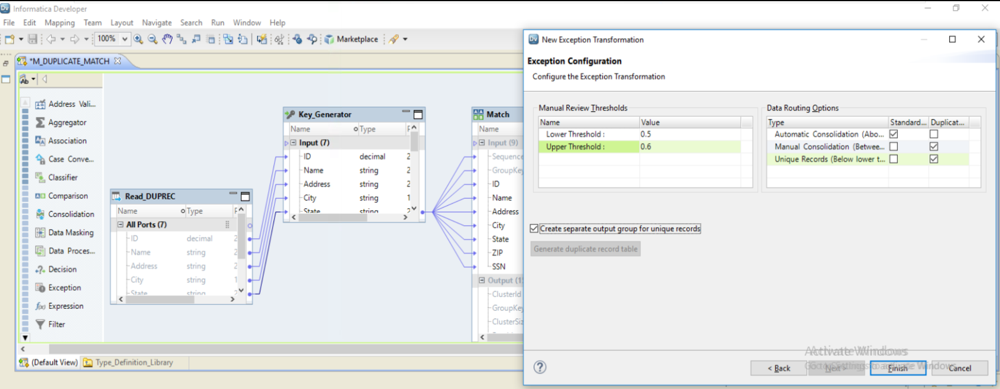 Informatica Developer
File Edit Mapping Team Layout Navigate Search Run Window Help
100% Marketplace
*M_DUPLICATE_MATCH
Ab
Address Vali...
Aggregator
Association
Case Conve...
Classifier
Comparison
Consolidation
Data Masking
Data Proces...
Decision
Exception
f(x) Expression
Filter
Read_DUPREC
Name Type
All Ports (7)
ID decimal 2
Name string 2
Address string 2
City string 1
State string 2
Key_Generator
Name Type
Input (7)
ID decimal 2
Name string 2
Address string 2
City string 1
State string 2
Match
Name
Input (9)
Sequence
GroupKey
ID
Name
Address
City
State
ZIP
SSN
Output (1
ClusterId
GroupKey
ClusterSiz
(Default View) Type_Definition_Library
Dv New Exception Transformation
Exception Configuration
Configure the Exception Transformation
Manual Review Thresholds
Name Value
Lower Threshold : 0.5
Upper Threshold : 0.6
Data Routing Options
Type Standard... Duplicat...
Automatic Consolidation (Abo...
Manual Consolidation (Betwee...
Unique Records (Below lower t...
Create separate output group for unique records
Generate duplicate record table
Activate Windows
Go to Settings to activate Windows
< Back Next > Finish Cancel